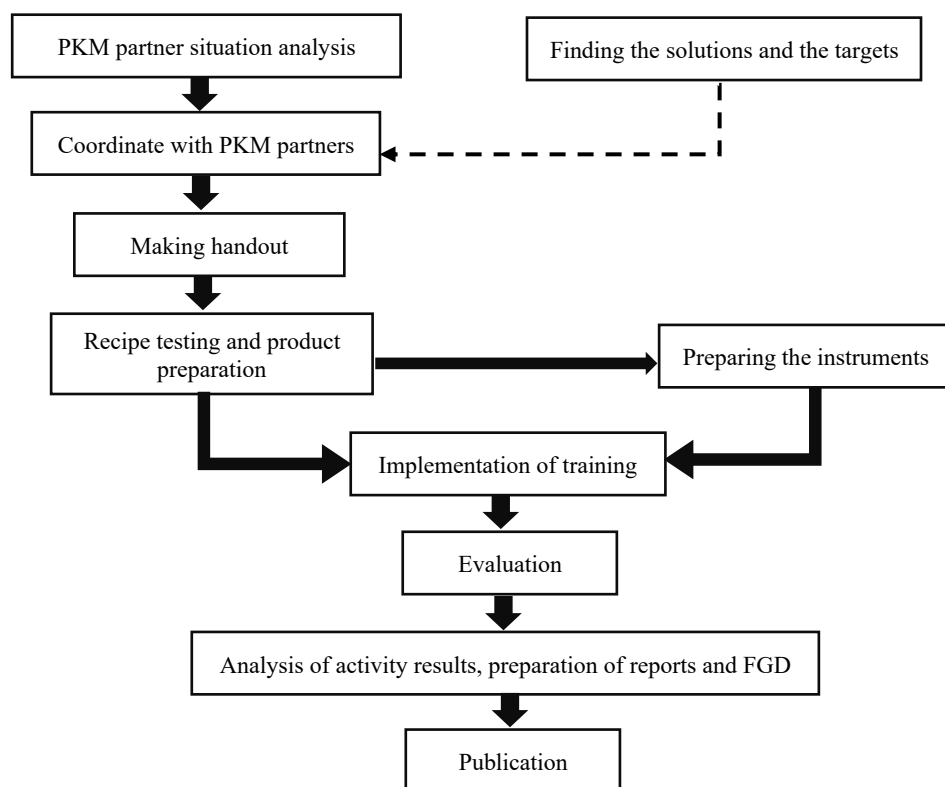 PKM partner situation analysis
Finding the solutions and the targets
Coordinate with PKM partners
Making handout
Recipe testing and product
preparation
Preparing the instruments
Implementation of training
Evaluation
Analysis of activity results, preparation of reports and FGD
Publication